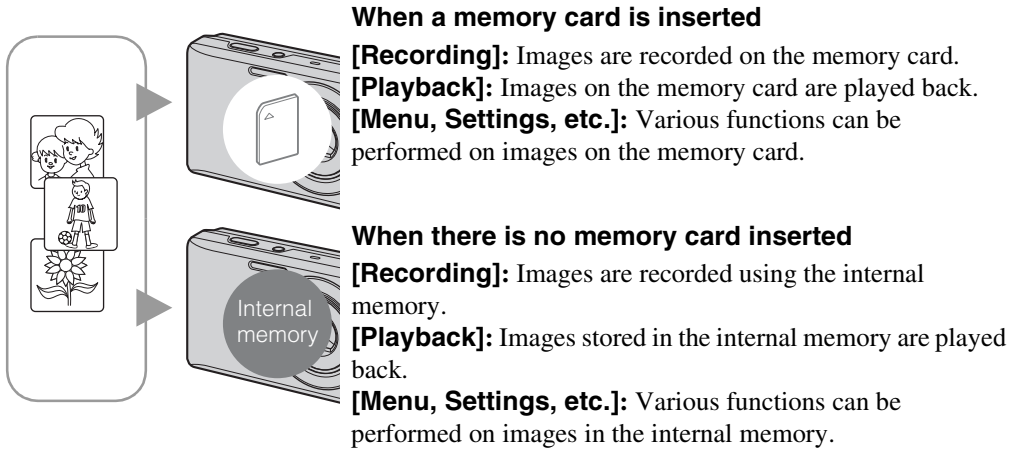 When a memory card is inserted
[Recording]: Images are recorded on the memory card.
[Playback]: Images on the memory card are played back.
[Menu, Settings, etc.]: Various functions can be
performed on images on the memory card.
10
When there is no memory card inserted
[Recording]: Images are recorded using the internal
memory.
[Playback]: Images stored in the internal memory are played
back.
[Menu, Settings, etc.]: Various functions can be
performed on images in the internal memory.
Internal
memory